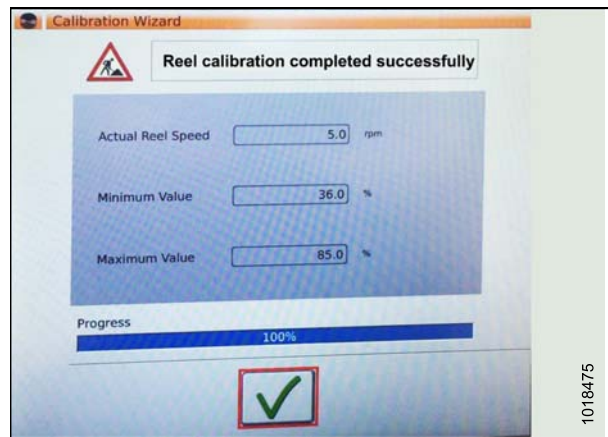 Calibration Wizard
Reel calibration completed successfully
Actual Reel Speed 5.0 rpm
Minimum Value 36.0 %
Maximum Value 85.0 %
Progress
100%
1018475